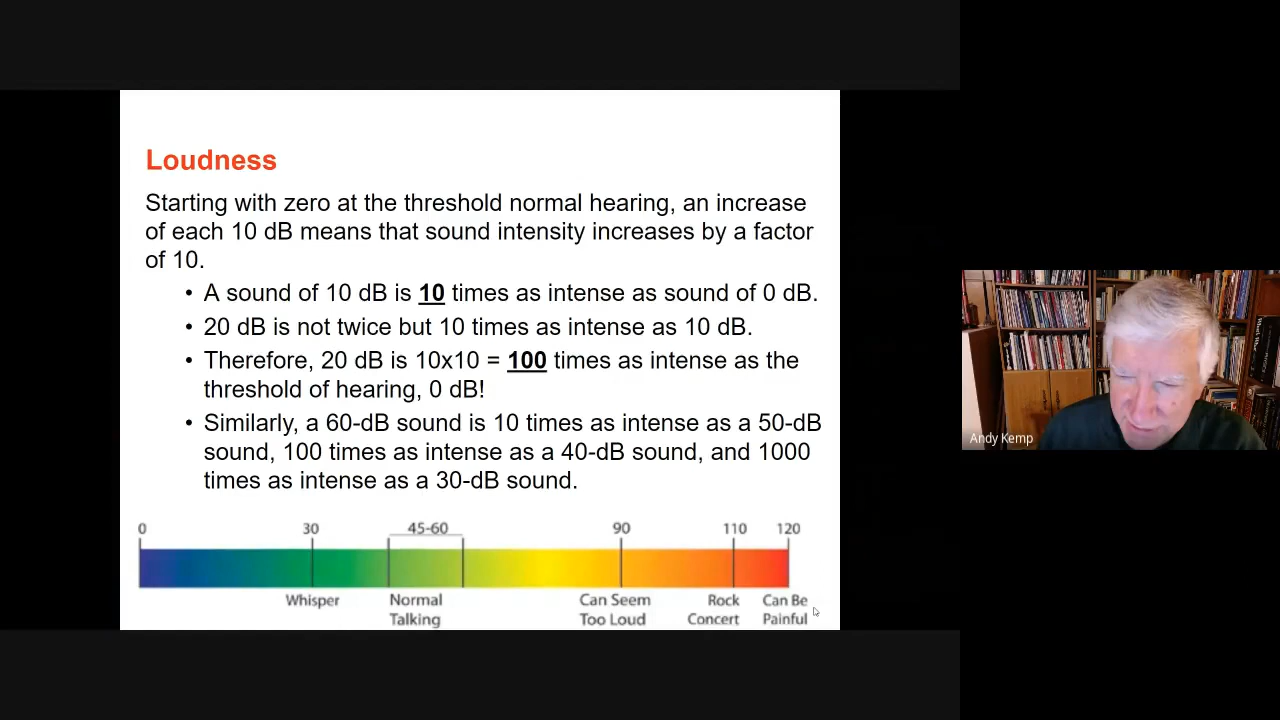 Loudness
Starting with zero at the threshold normal hearing, an increase
of each 10 dB means that sound intensity increases by a factor
of 10.
• A sound of 10 dB is 10 times as intense as sound of 0 dB.
• 20 dB is not twice but 10 times as intense as 10 dB.
• Therefore, 20 dB is 10x10 = 100 times as intense as the
threshold of hearing, 0 dB!
• Similarly, a 60-dB sound is 10 times as intense as a 50-dB
sound, 100 times as intense as a 40-dB sound, and 1000
times as intense as a 30-dB sound.
0 30 45-60 90 110 120
Whisper Normal Can Seem Rock Can Be
Talking Too Loud Concert Painful
Andy Kemp